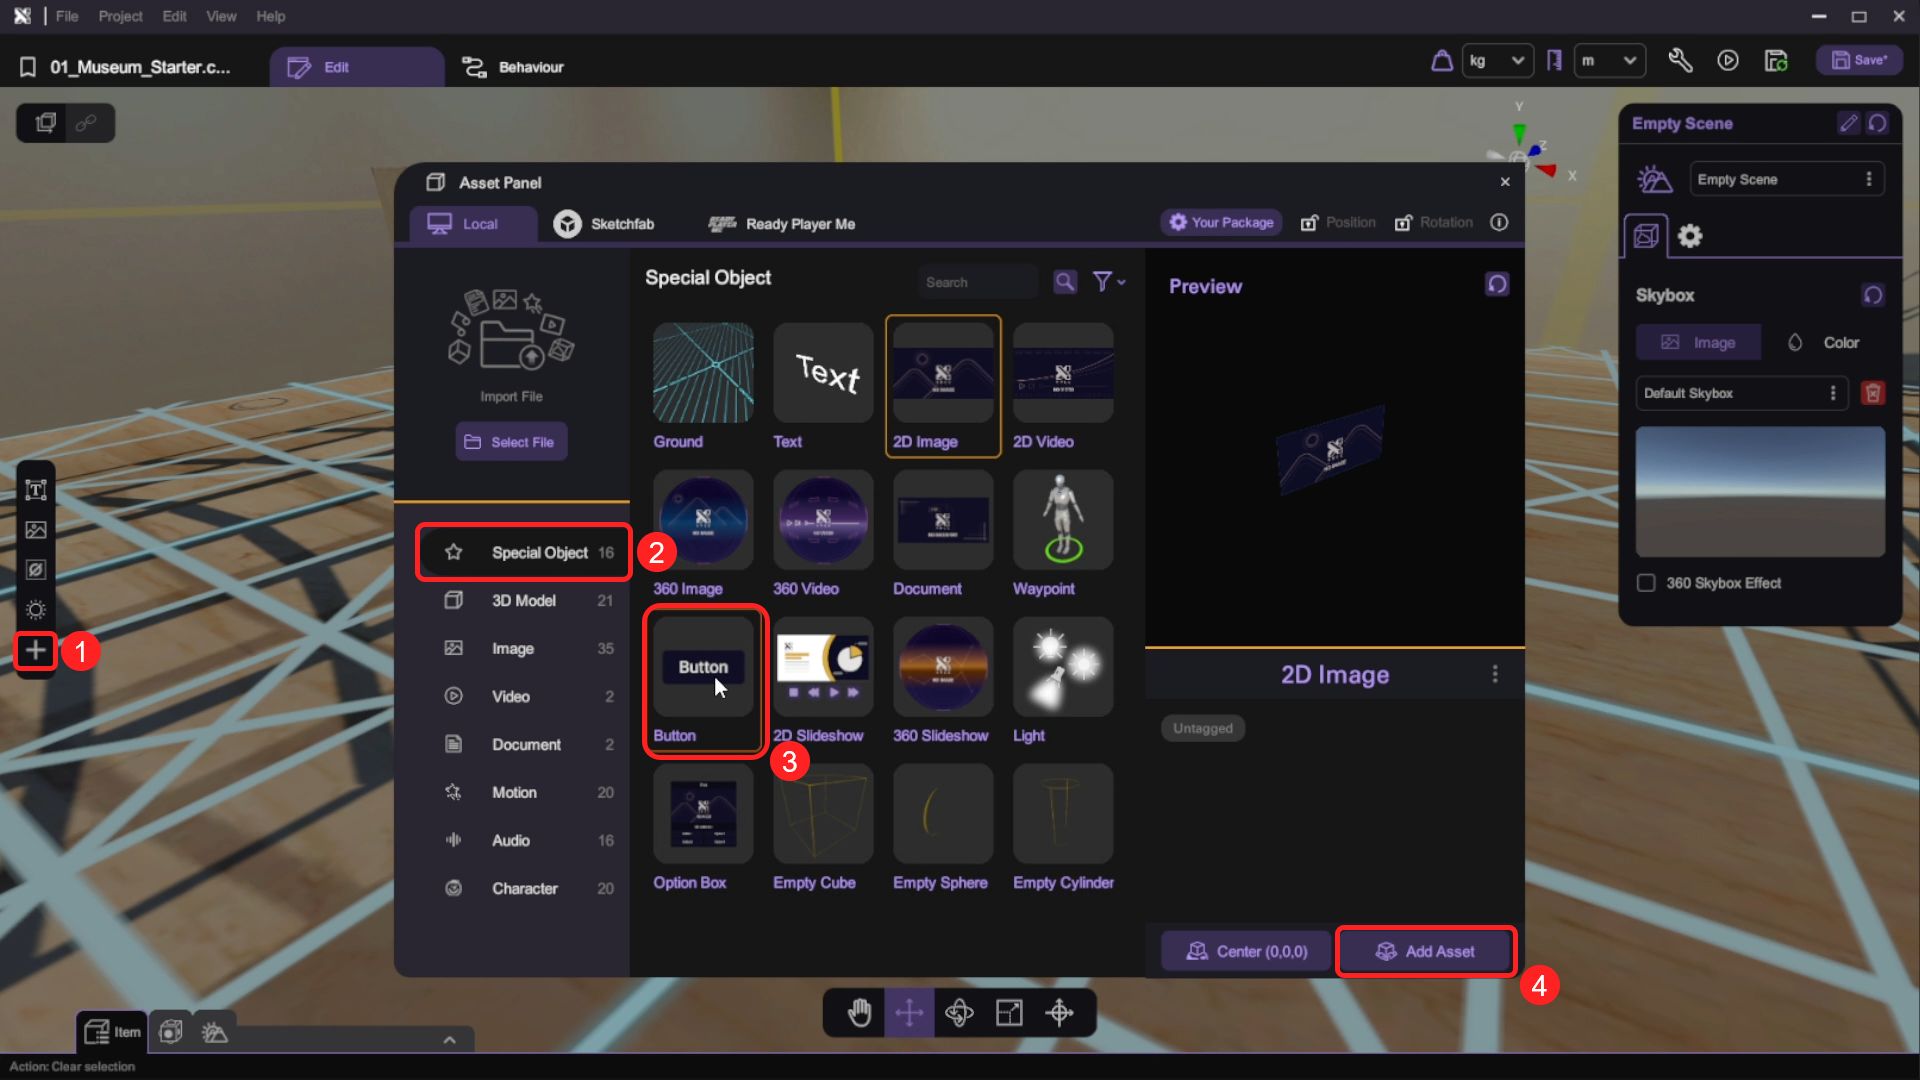 File Project Edit View Help
01_Museum_Starter.c... Edit Behaviour kg m Save*
Y
Z
X
Empty Scene
Empty Scene
Asset Panel
Local Sketchfab Ready Player Me Your Package Position Rotation
Import File
Select File
Special Object Search
Ground Text 2D Image 2D Video
Text
360 Image 360 Video Document Waypoint
Button
Button 2D Slideshow 360 Slideshow Light
Option Box Empty Cube Empty Sphere Empty Cylinder
Special Object 16
3D Model 21
Image 35
Video 2
Document 2
Motion 20
Audio 16
Character 20
1
2
3
4
Preview
2D Image
Untagged
Center (0,0,0) Add Asset
Skybox
Image Color
Default Skybox
360 Skybox Effect
Item
Action: Clear selection